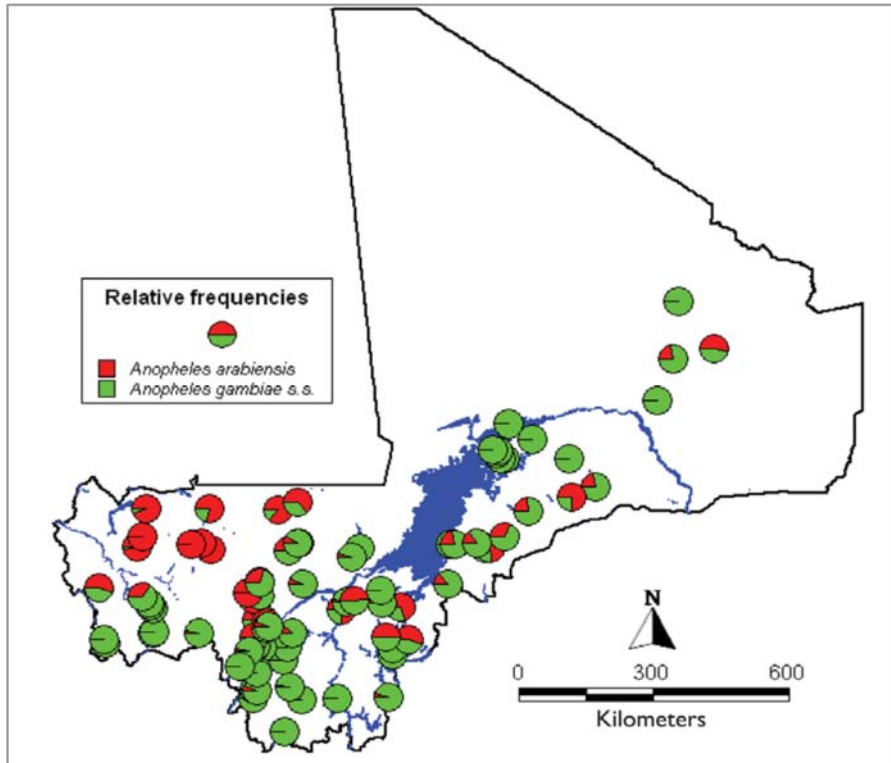 Relative frequencies
Anopheles arabiensis
Anopheles gambiae s.s.
N
0 300 600
Kilometers